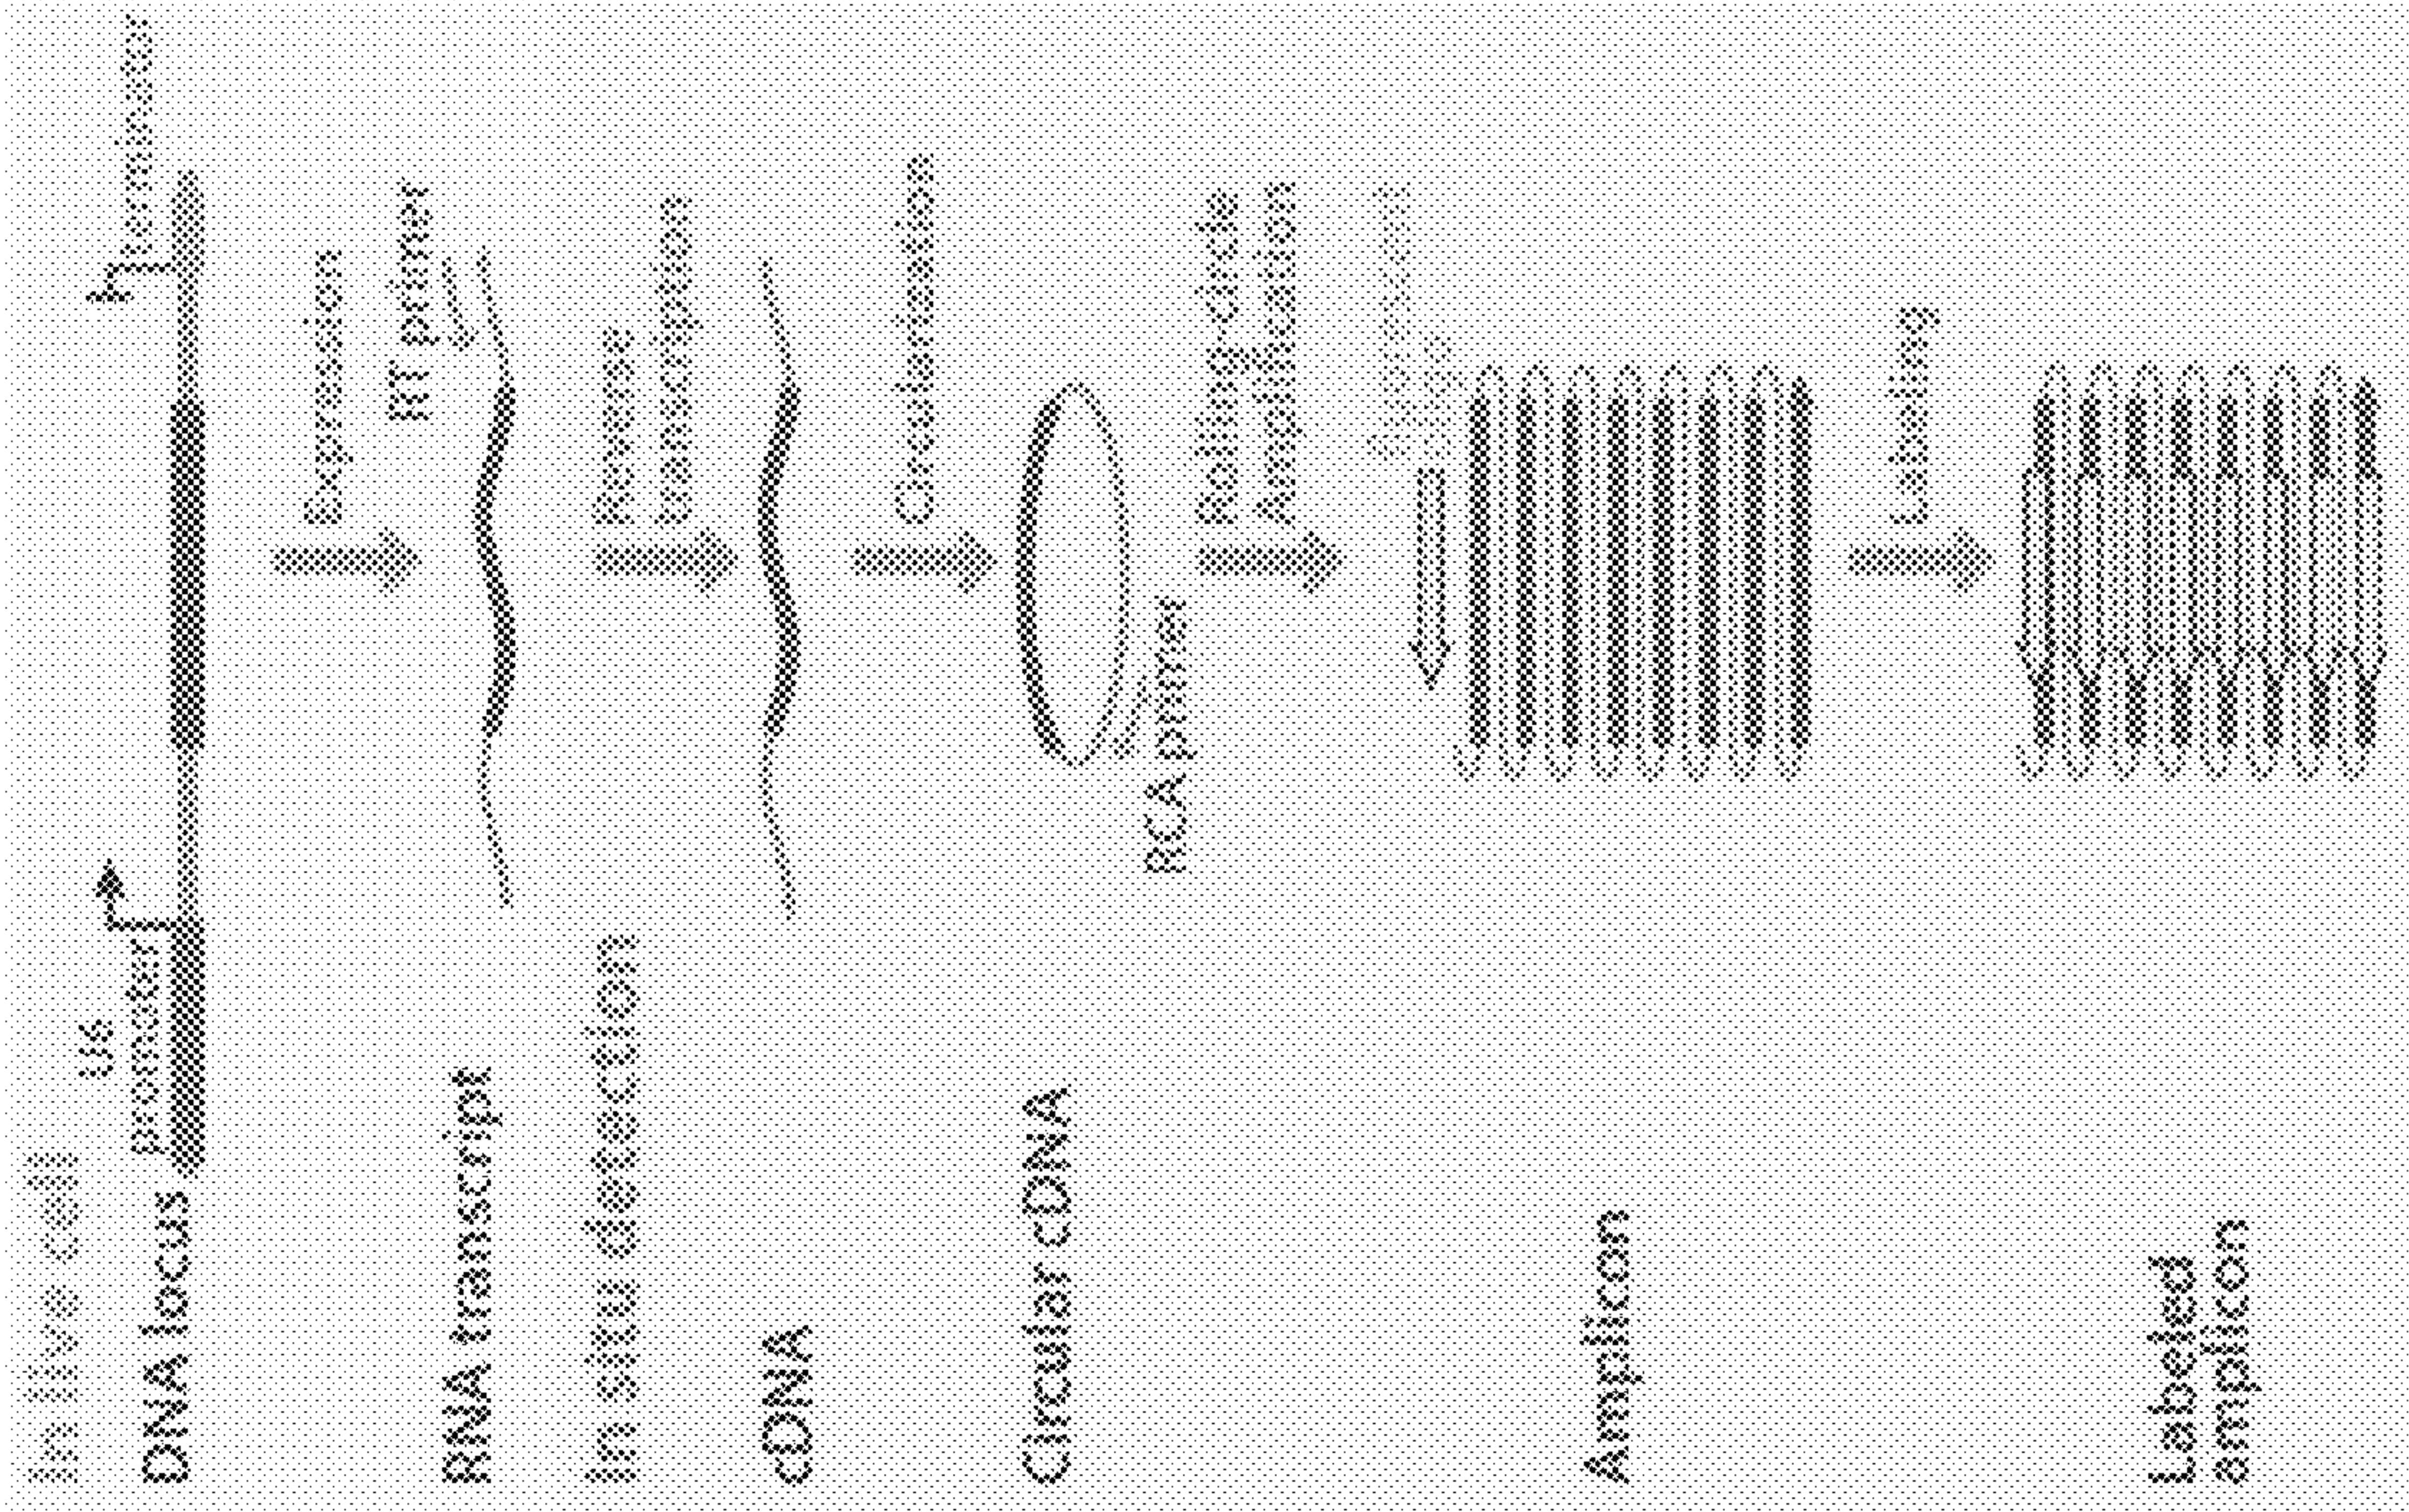 In live cell
U6
promoter
terminator
DNA locus
Expression
RT primer
RNA transcript
In situ detection
Reverse
transcription
cDNA
Circularization
Circular cDNA
RCA primer
Rolling-circle
Amplification
Amplicon
Labeling
Labeled
amplicon